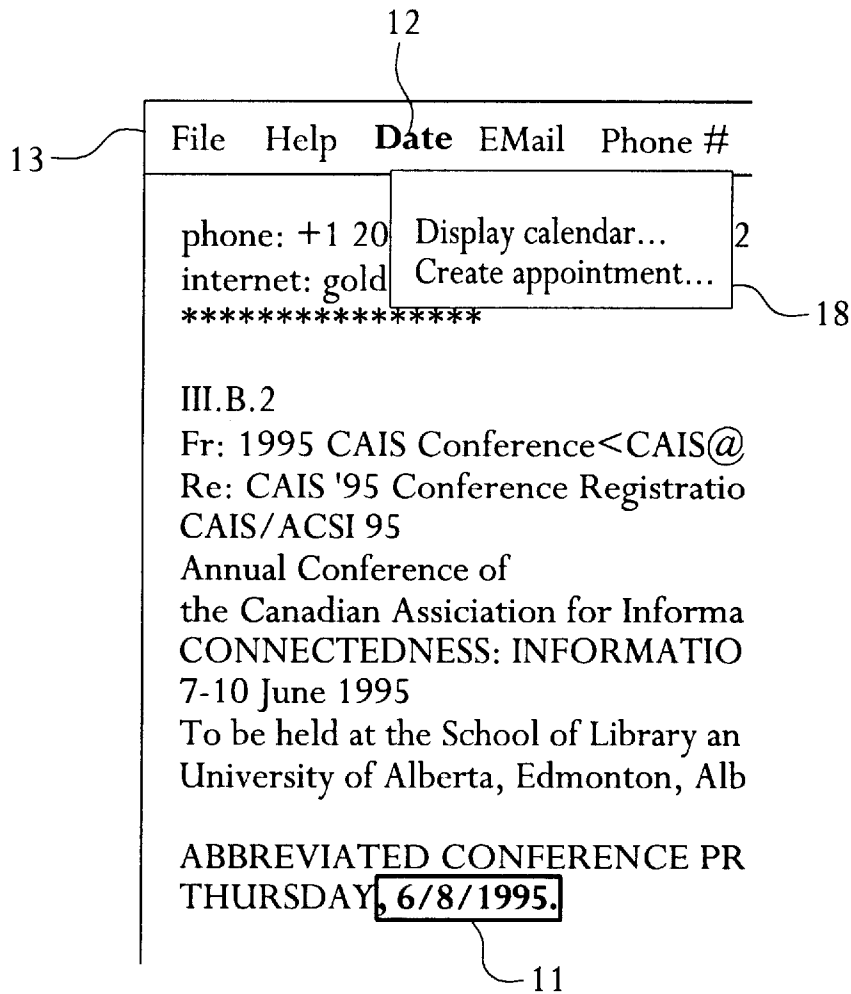 12
13
File Help Date EMail Phone #
phone: +1 20 Display calendar... 2
internet: gold Create appointment...
****************
18
III.B.2
Fr: 1995 CAIS Conference<CAIS@
Re: CAIS '95 Conference Registratio
CAIS/ACSI 95
Annual Conference of
the Canadian Assiciation for Informa
CONNECTEDNESS: INFORMATIO
7-10 June 1995
To be held at the School of Library an
University of Alberta, Edmonton, Alb
ABBREVIATED CONFERENCE PR
THURSDAY, 6/8/1995.
11